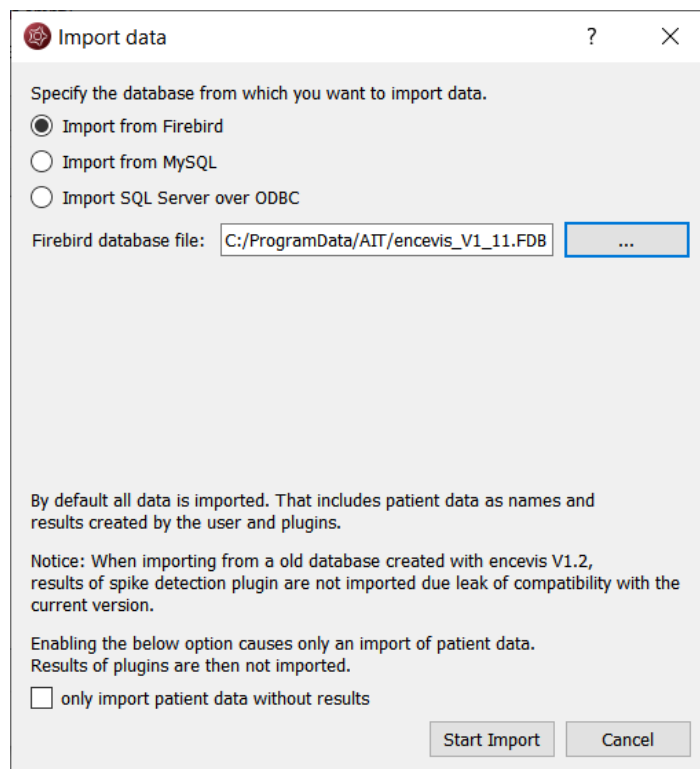 Import data
?
Specify the database from which you want to import data.
Import from Firebird
Import from MySQL
Import SQL Server over ODBC
Firebird database file: C:/ProgramData/AIT/encevis_V1_11.FDB ...
By default all data is imported. That includes patient data as names and
results created by the user and plugins.
Notice: When importing from a old database created with encevis V1.2,
results of spike detection plugin are not imported due leak of compatibility with the
current version.
Enabling the below option causes only an import of patient data.
Results of plugins are then not imported.
only import patient data without results
Start Import Cancel